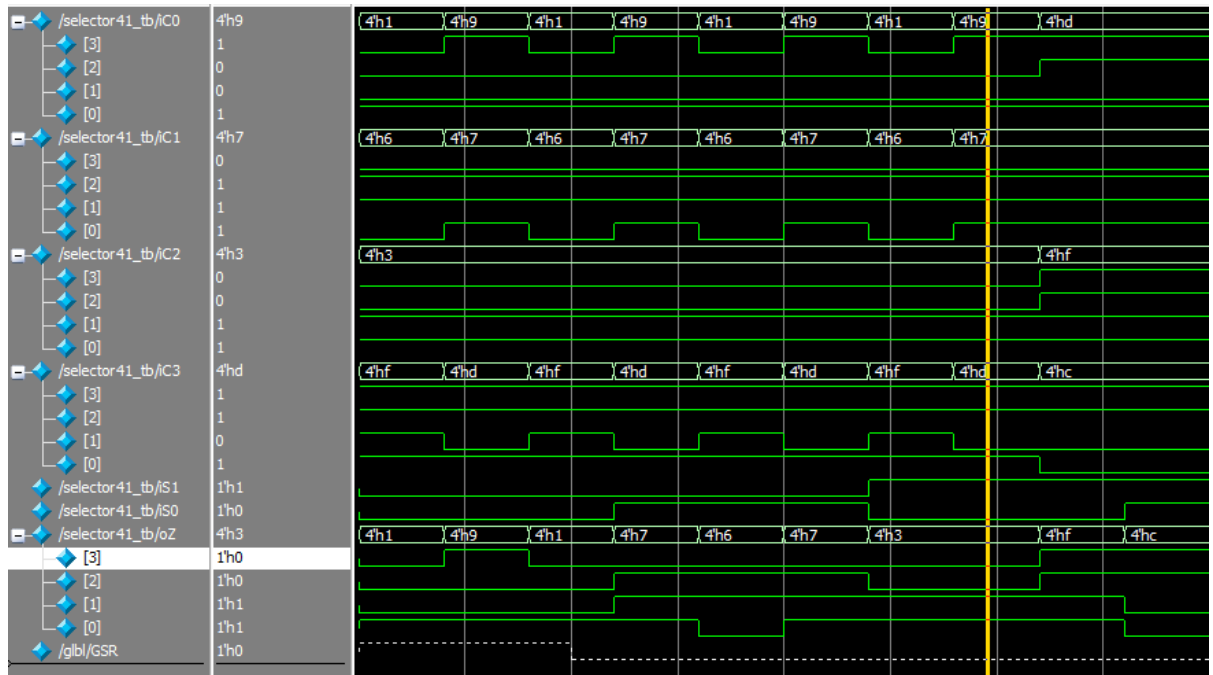 /selector41_tb/iC0 4'h9 4'h1 4'h9 4'h1 4'h9 4'h1 4'h9 4'h1 4'h9 4'hd
[3] 1
[2] 0
[1] 0
[0] 1
/selector41_tb/iC1 4'h7 4'h6 4'h7 4'h6 4'h7 4'h6 4'h7 4'h6 4'h7
[3] 0
[2] 1
[1] 1
[0] 1
/selector41_tb/iC2 4'h3 4'h3 4'hf
[3] 0
[2] 0
[1] 1
[0] 1
/selector41_tb/iC3 4'hd 4'hf 4'hd 4'hf 4'hd 4'hf 4'hd 4'hf 4'hd 4'hc
[3] 1
[2] 1
[1] 0
[0] 1
/selector41_tb/iS1 1'h1
/selector41_tb/iS0 1'h0
/selector41_tb/oZ 4'h3 4'h1 4'h9 4'h1 4'h7 4'h6 4'h7 4'h3 4'hf 4'hc
[3] 1'h0
[2] 1'h0
[1] 1'h1
[0] 1'h1
/glbl/GSR 1'h0